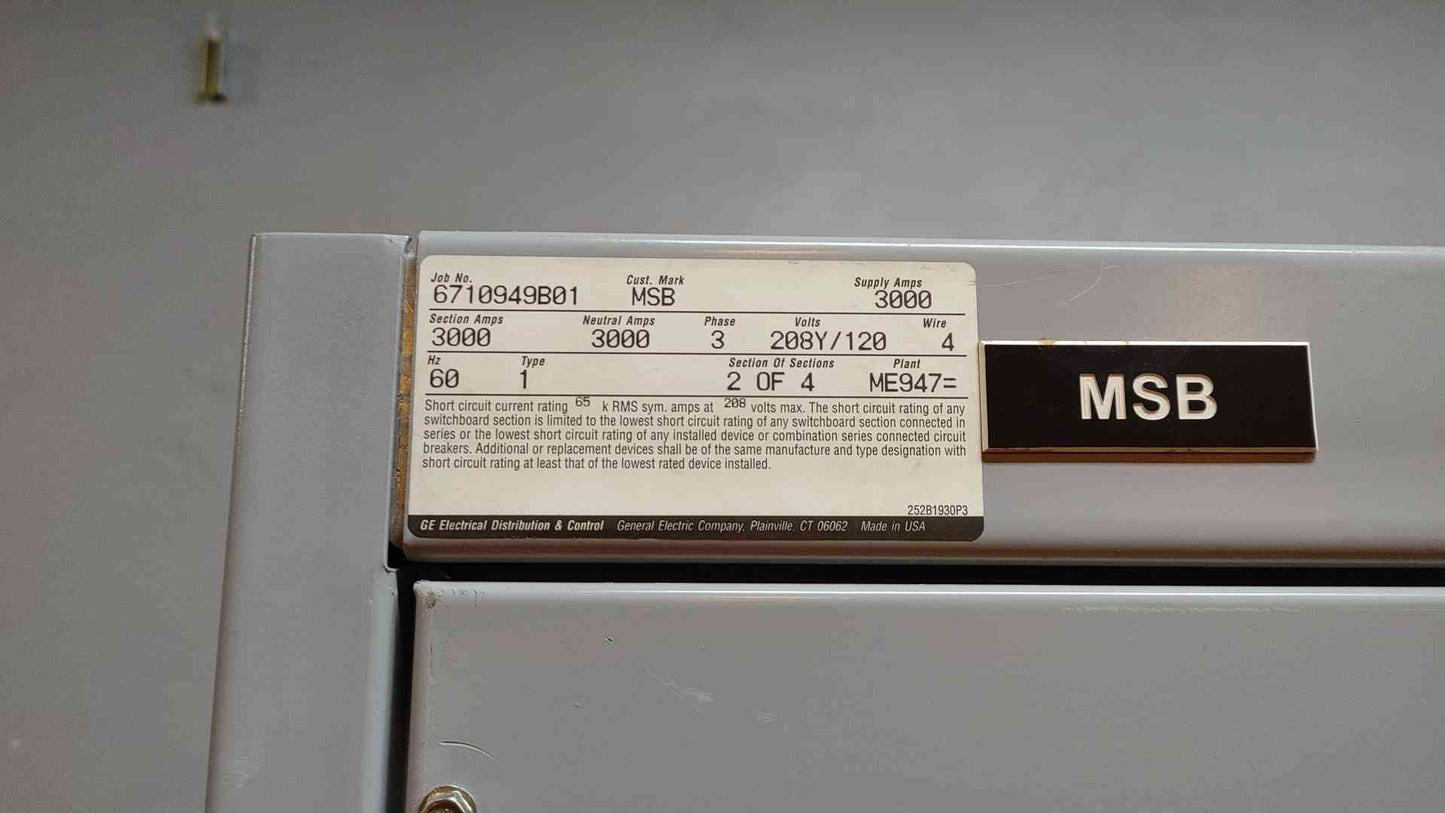 Job No. Cust. Mark Supply Amps
6710949B01 MSB 3000
Section Amps Neutral Amps Phase Volts Wire
3000 3000 3 208Y/120 4
Hz Type Section Of Sections Plant
60 1 2 OF 4 ME947=
Short circuit current rating 65 k RMS sym. amps at 208 volts max. The short circuit rating of any
switchboard section is limited to the lowest short circuit rating of any switchboard section connected in
series or the lowest short circuit rating of any installed device or combination series connected circuit
breakers. Additional or replacement devices shall be of the same manufacture and type designation with
short circuit rating at least that of the lowest rated device installed.
252B1930P3
GE Electrical Distribution & Control General Electric Company, Plainville, CT 06062 Made in USA
MSB